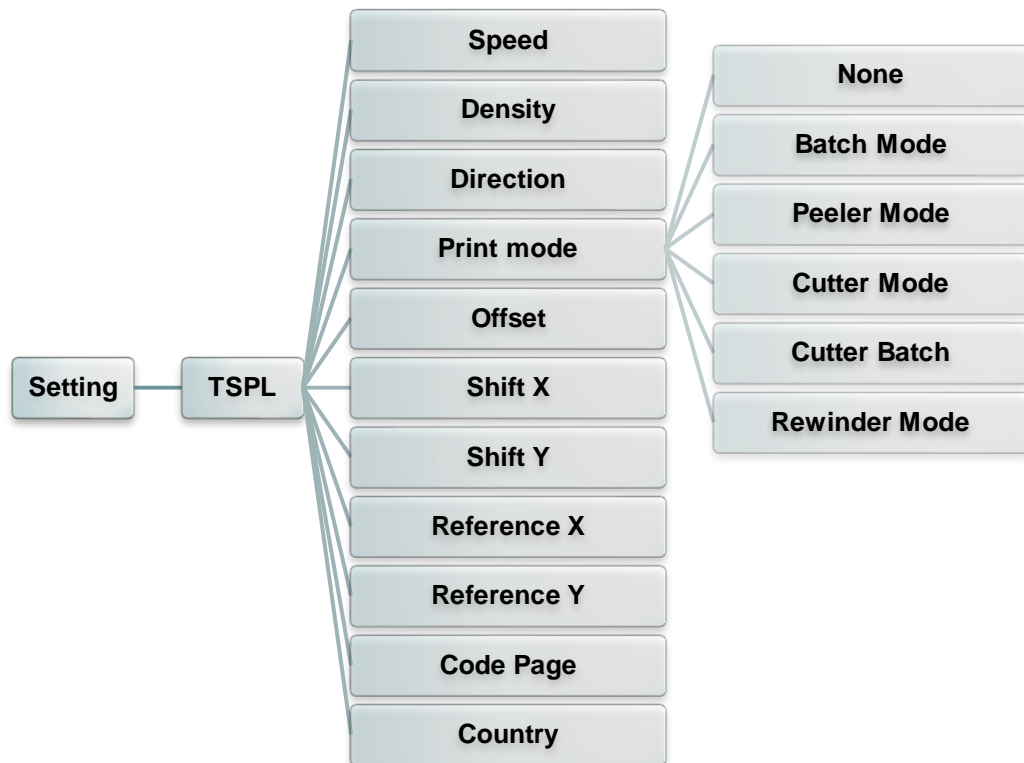 Setting
TSPL
Speed
Density
Direction
Print mode
Offset
Shift X
Shift Y
Reference X
Reference Y
Code Page
Country
None
Batch Mode
Peeler Mode
Cutter Mode
Cutter Batch
Rewinder Mode